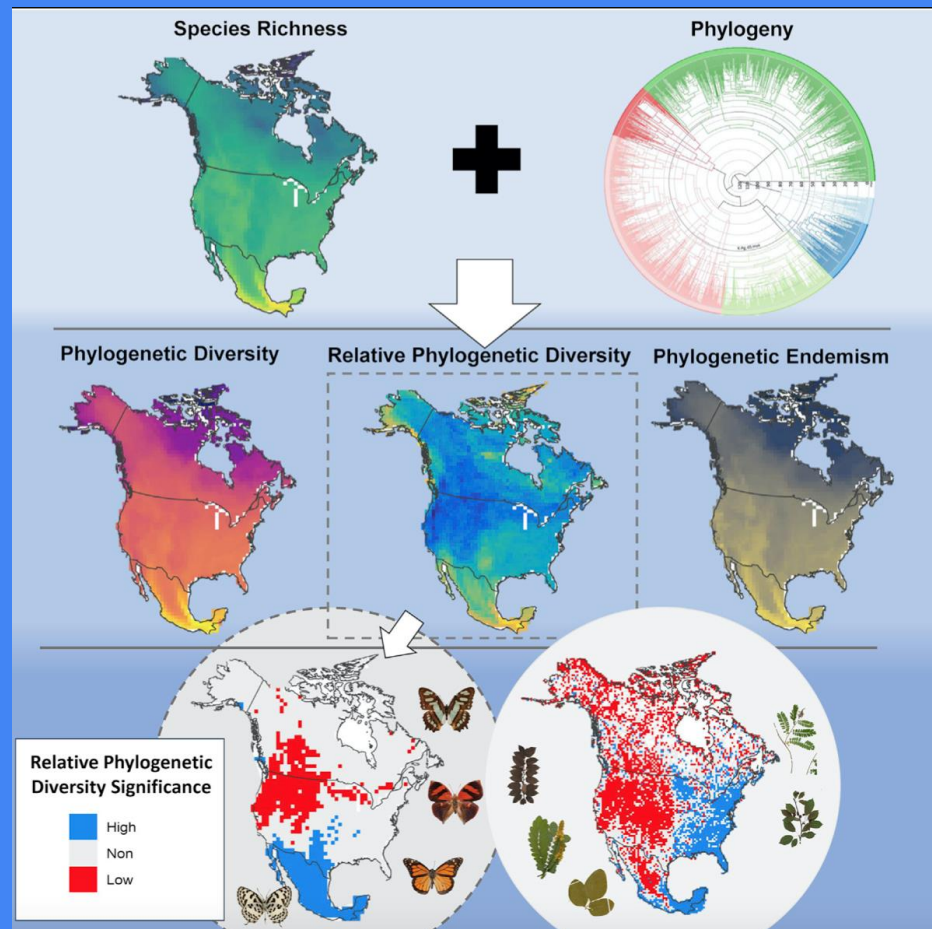 Species Richness
Phylogeny
Phylogenetic Diversity
Relative Phylogenetic Diversity
Phylogenetic Endemism
Relative Phylogenetic
Diversity Significance
High
Non
Low